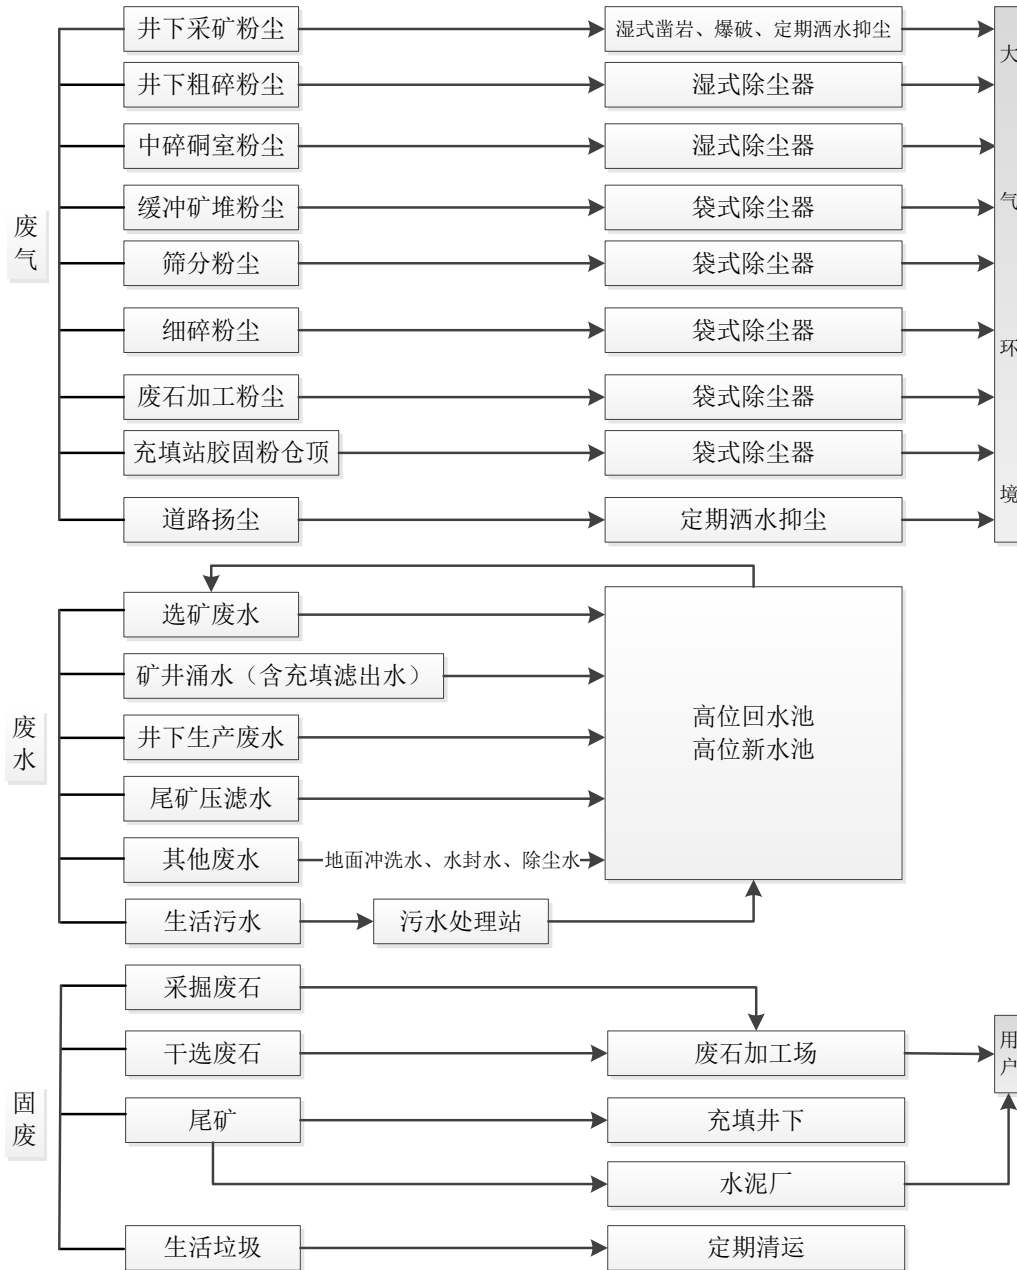 废
气
井下采矿粉尘
湿式凿岩、爆破、定期洒水抑尘
井下粗碎粉尘
湿式除尘器
中碎硐室粉尘
湿式除尘器
缓冲矿堆粉尘
袋式除尘器
筛分粉尘
袋式除尘器
细碎粉尘
袋式除尘器
废石加工粉尘
袋式除尘器
充填站胶固粉仓顶
袋式除尘器
道路扬尘
定期洒水抑尘
大
气
环
境
废
水
选矿废水
矿井涌水（含充填滤出水）
井下生产废水
尾矿压滤水
其他废水
地面冲洗水、水封水、除尘水
生活污水
污水处理站
高位回水池
高位新水池
固
废
采掘废石
干选废石
废石加工场
尾矿
充填井下
水泥厂
生活垃圾
定期清运
用
户